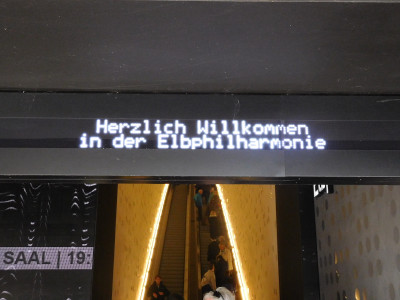 Herzlich Willkommen
in der Elbphilharmonie
SAAL | 19: